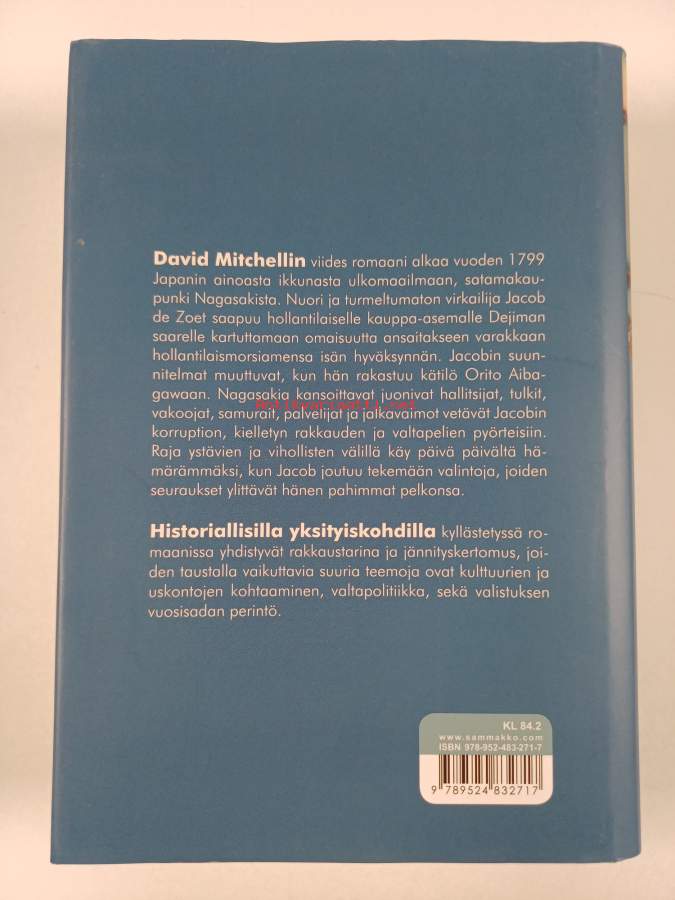 David Mitchellin viides romaani alkaa vuoden 1799
Japanin ainoasta ikkunasta ulkomaailmaan, satamakau-
punki Nagasakista. Nuori ja turmeltumaton virkailija Jacob
de Zoet saapuu hollantilaiselle kauppa-asemalle Dejiman
saarelle kartuttamaan omaisuutta ansaitakseen varakkaan
hollantilaismorsiamensa isän hyväksynnän. Jacobin suun-
nitelmat muuttuvat, kun hän rakastuu kätilö Orito Aiba-
gawaan. Nagasakia kansoittavat juonivat hallitsijat, tulkit,
Antikvariaatti.net
vakoojat, samurait, palvelijat ja jalkavaimot vetävät Jacobin
korruption, kielletyn rakkauden ja valtapelien pyörteisiin.
Raja ystävien ja vihollisten välillä käy päivä päivältä hä-
märämmäksi, kun Jacob joutuu tekemään valintoja, joiden
seuraukset ylittävät hänen pahimmat pelkonsa.
Historiallisilla yksityiskohdilla kyllästetyssä ro-
maanissa yhdistyvät rakkaustarina ja jännityskertomus, joi-
den taustalla vaikuttavia suuria teemoja ovat kulttuurien ja
uskontojen kohtaaminen, valtapolitiikka, sekä valistuksen
vuosisadan perintö.
KL 84.2
www.sammakko.com
ISBN 978-952-483-271-7
9 789524 832717